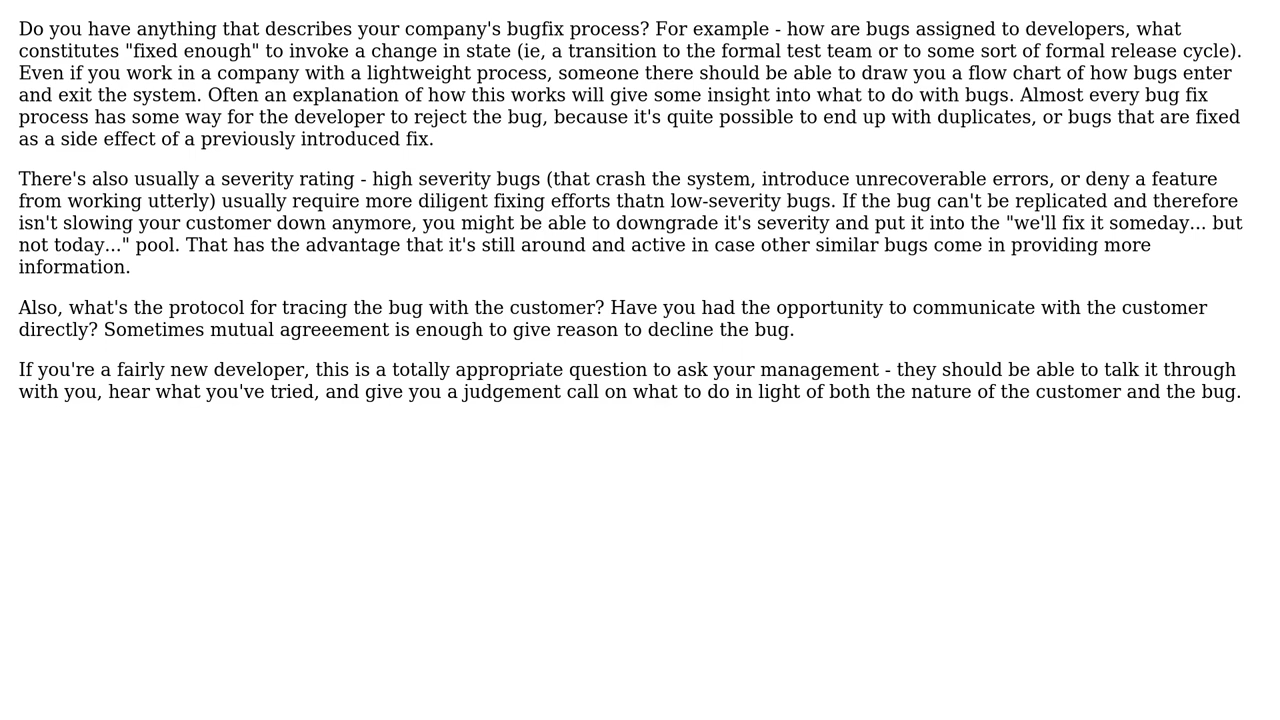 Do you have anything that describes your company's bugfix process? For example - how are bugs assigned to developers, what
constitutes "fixed enough" to invoke a change in state (ie, a transition to the formal test team or to some sort of formal release cycle).
Even if you work in a company with a lightweight process, someone there should be able to draw you a flow chart of how bugs enter
and exit the system. Often an explanation of how this works will give some insight into what to do with bugs. Almost every bug fix
process has some way for the developer to reject the bug, because it's quite possible to end up with duplicates, or bugs that are fixed
as a side effect of a previously introduced fix.
There's also usually a severity rating - high severity bugs (that crash the system, introduce unrecoverable errors, or deny a feature
from working utterly) usually require more diligent fixing efforts thatn low-severity bugs. If the bug can't be replicated and therefore
isn't slowing your customer down anymore, you might be able to downgrade it's severity and put it into the "we'll fix it someday... but
not today..." pool. That has the advantage that it's still around and active in case other similar bugs come in providing more
information.
Also, what's the protocol for tracing the bug with the customer? Have you had the opportunity to communicate with the customer
directly? Sometimes mutual agreeement is enough to give reason to decline the bug.
If you're a fairly new developer, this is a totally appropriate question to ask your management - they should be able to talk it through
with you, hear what you've tried, and give you a judgement call on what to do in light of both the nature of the customer and the bug.